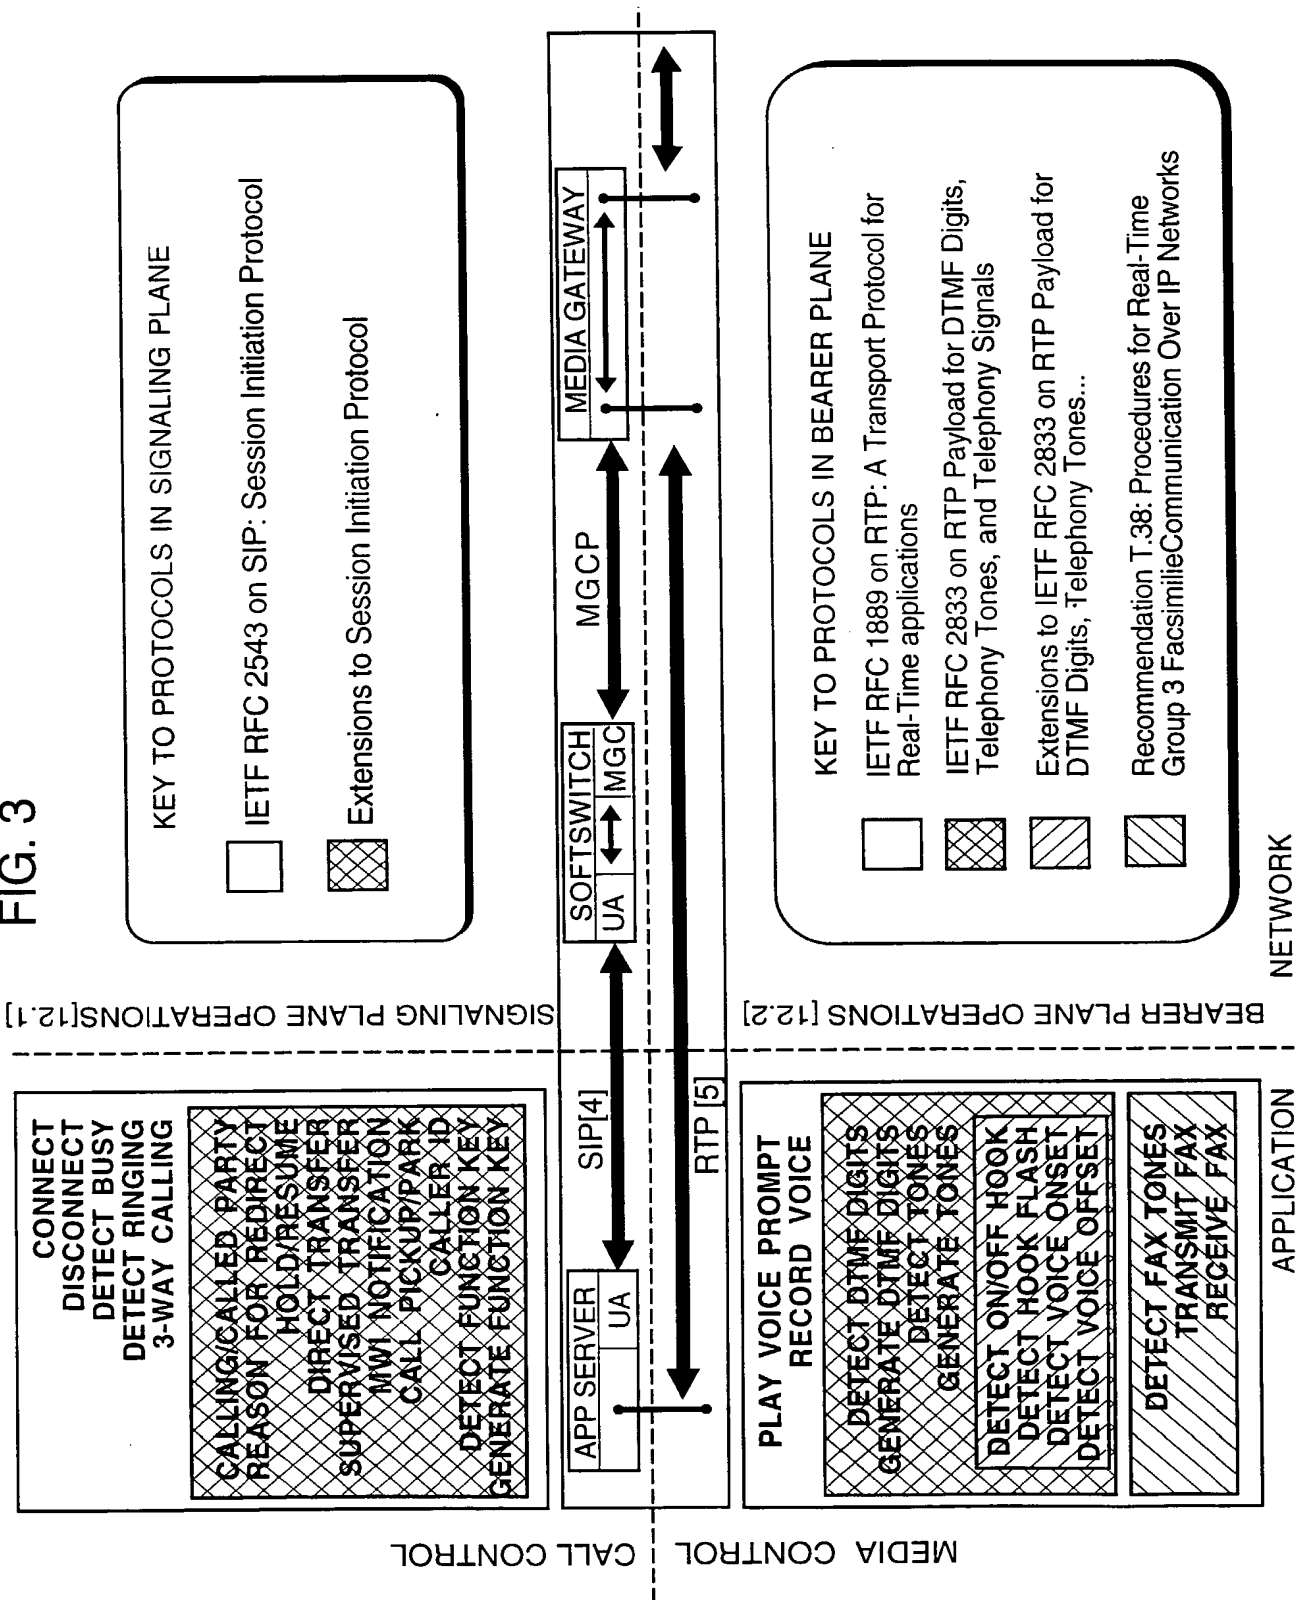 FIG. 3
CONNECT
DISCONNECT
DETECT BUSY
DETECT RINGING
3-WAY CALLING
CALLING/CALLED PARTY
REASON FOR REDIRECT
HOLD/RESUME
DIRECT TRANSFER
SUPERVISED TRANSFER
MWI NOTIFICATION
CALL PICKUP/PARK
CALLER ID
DETECT FUNCTION KEY
GENERATE FUNCTION KEY
SIGNALING PLANE OPERATIONS[12.1]
KEY TO PROTOCOLS IN SIGNALING PLANE
IETF RFC 2543 on SIP: Session Initiation Protocol
Extensions to Session Initiation Protocol
CALL CONTROL
APP SERVER
UA
SIP[4]
SOFTSWITCH
UA
MGC
MGCP
MEDIA GATEWAY
RTP [5]
MEDIA CONTROL
PLAY VOICE PROMPT
RECORD VOICE
DETECT DTMF DIGITS
GENERATE DTMF DIGITS
DETECT TONES
GENERATE TONES
DETECT ON/OFF HOOK
DETECT HOOK FLASH
DETECT VOICE ONSET
DETECT VOICE OFFSET
DETECT FAX TONES
TRANSMIT FAX
RECEIVE FAX
BEARER PLANE OPERATIONS [12.2]
KEY TO PROTOCOLS IN BEARER PLANE
IETF RFC 1889 on RTP: A Transport Protocol for
Real-Time applications
IETF RFC 2833 on RTP Payload for DTMF Digits,
Telephony Tones, and Telephony Signals
Extensions to IETF RFC 2833 on RTP Payload for
DTMF Digits, Telephony Tones...
Recommendation T.38: Procedures for Real-Time
Group 3 FacsimilieCommunication Over IP Networks
APPLICATION
NETWORK